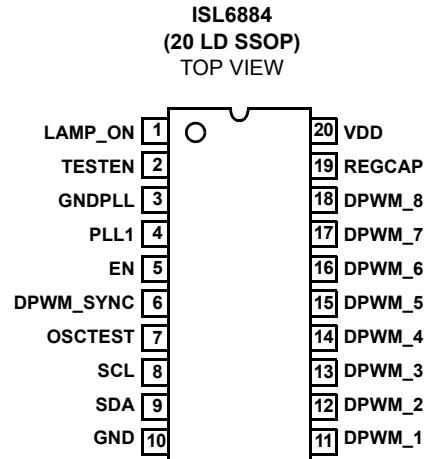 ISL6884
(20 LD SSOP)
TOP VIEW
LAMP_ON 1 20 VDD
TESTEN 2 19 REGCAP
GNDPLL 3 18 DPWM_8
PLL1 4 17 DPWM_7
EN 5 16 DPWM_6
DPWM_SYNC 6 15 DPWM_5
OSCTEST 7 14 DPWM_4
SCL 8 13 DPWM_3
SDA 9 12 DPWM_2
GND 10 11 DPWM_1